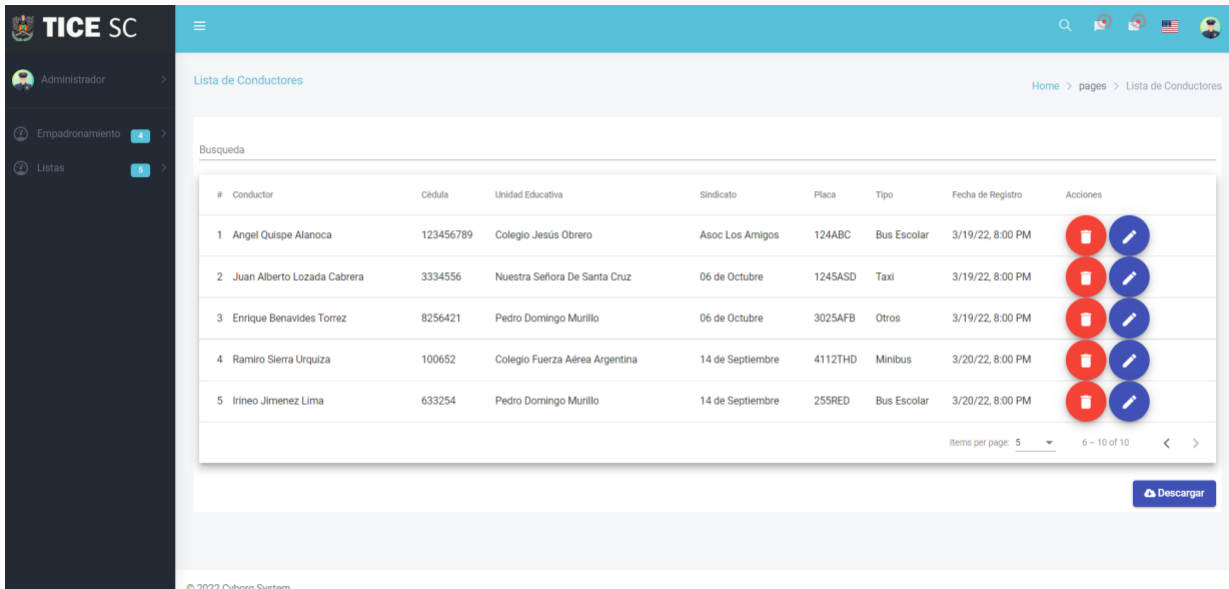 TICE SC
Administrador
Lista de Conductores
Home > pages > Lista de Conductores
Empadronamiento 4
Listas 5
Busqueda
# Conductor Cèdula Unidad Educativa Sindicato Placa Tipo Fecha de Registro Acciones
1 Angel Quispe Alanoca 123456789 Colegio Jesús Obrero Asoc Los Amigos 124ABC Bus Escolar 3/19/22, 8:00 PM
2 Juan Alberto Lozada Cabrera 3334556 Nuestra Señora De Santa Cruz 06 de Octubre 1245ASD Taxi 3/19/22, 8:00 PM
3 Enrique Benavides Torrez 8256421 Pedro Domingo Murillo 06 de Octubre 3025AFB Otros 3/19/22, 8:00 PM
4 Ramiro Sierra Urquiza 100652 Colegio Fuerza Aérea Argentina 14 de Septiembre 4112THD Minibus 3/20/22, 8:00 PM
5 Irineo Jimenez Lima 633254 Pedro Domingo Murillo 14 de Septiembre 255RED Bus Escolar 3/20/22, 8:00 PM
Items per page: 5 6 – 10 of 10
Descargar
© 2022 Cyborg System